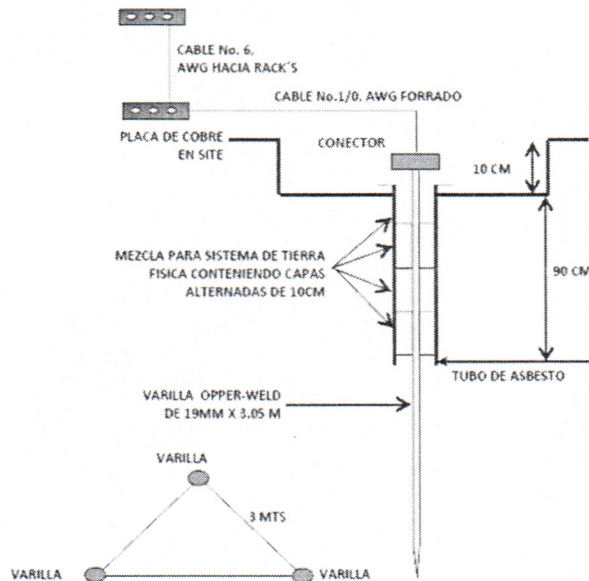 CABLE No. 6,
AWG HACIA RACK´S
CABLE No.1/0, AWG FORRADO
PLACA DE COBRE
EN SITE
CONECTOR
10 CM
MEZCLA PARA SISTEMA DE TIERRA
FISICA CONTENIENDO CAPAS
ALTERNADAS DE 10CM
90 CM
TUBO DE ASBESTO
VARILLA OPPER-WELD
DE 19MM X 3.05 M
VARILLA
3 MTS
VARILLA
VARILLA